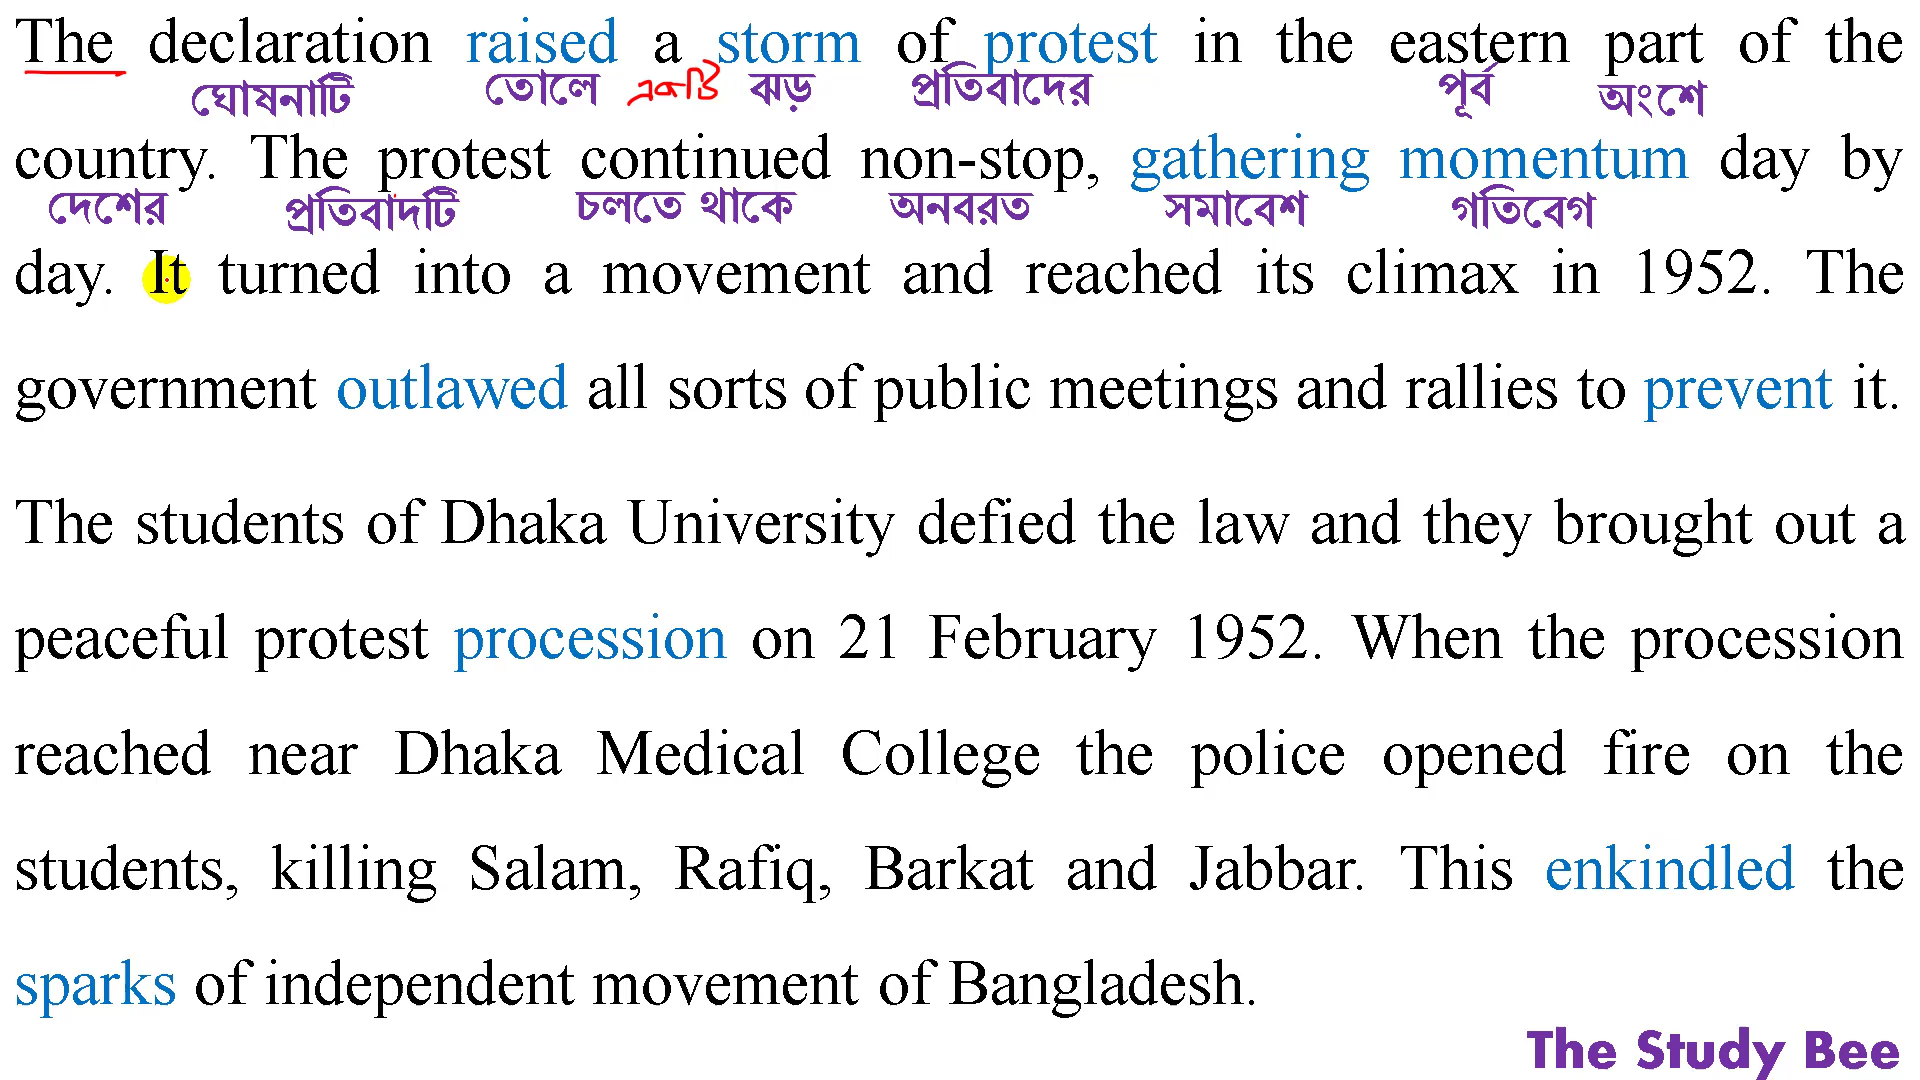 The declaration raised a storm of protest in the eastern part of the
ঘোষনাটি তোলে একটি ঝড় প্রতিবাদের পূর্ব অংশে
country. The protest continued non-stop, gathering momentum day by
দেশের প্রতিবাদটি চলতে থাকে অনবরত সমাবেশ গতিবেগ
day. It turned into a movement and reached its climax in 1952. The
government outlawed all sorts of public meetings and rallies to prevent it.
The students of Dhaka University defied the law and they brought out a
peaceful protest procession on 21 February 1952. When the procession
reached near Dhaka Medical College the police opened fire on the
students, killing Salam, Rafiq, Barkat and Jabbar. This enkindled the
sparks of independent movement of Bangladesh.
The Study Bee